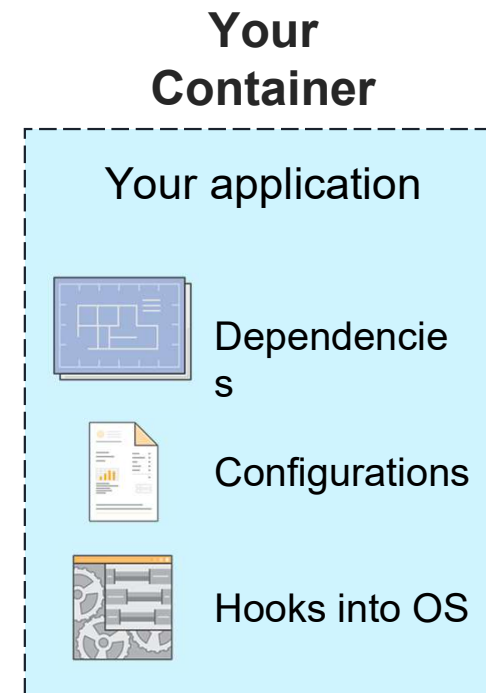 Your
Container
Your application
Dependencie
s
Configurations
Hooks into OS